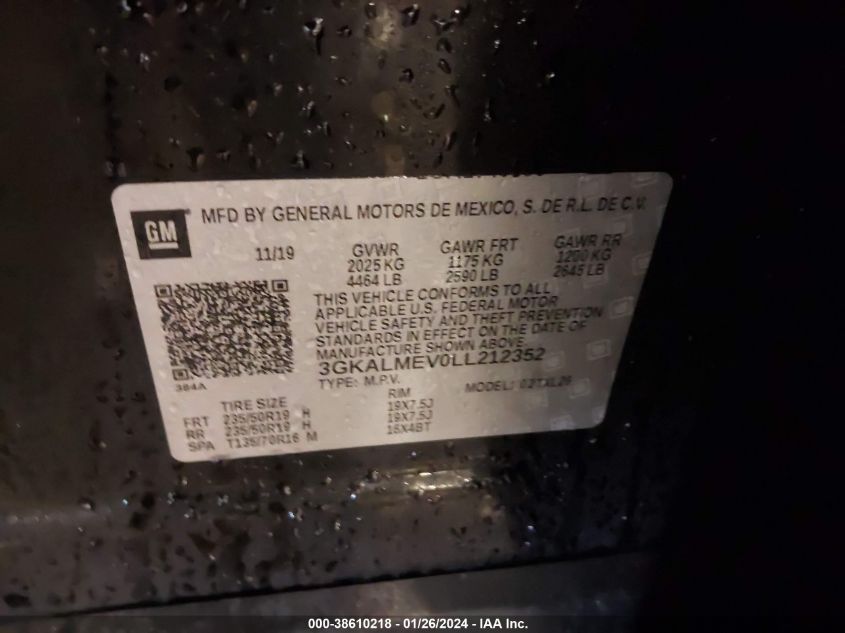 GM
MFD BY GENERAL MOTORS DE MEXICO, S. DE R.L. DE C.V.
11/19 GVWR GAWR FRT GAWR RR
2025 KG 1175 KG 1200 KG
4464 LB 2590 LB 2645 LB
THIS VEHICLE CONFORMS TO ALL
APPLICABLE U.S. FEDERAL MOTOR
VEHICLE SAFETY AND THEFT PREVENTION
STANDARDS IN EFFECT ON THE DATE OF
MANUFACTURE SHOWN ABOVE.
3GKALMEV0LL212352
384A
TYPE: M.P.V. MODEL:
TIRE SIZE RIM
FRT 235/50R19 H 19X7.5J
RR 235/50R19 H 19X7.5J
SPA T135/70R16 M 16X4BT
000-38610218 - 01/26/2024 - IAA Inc.